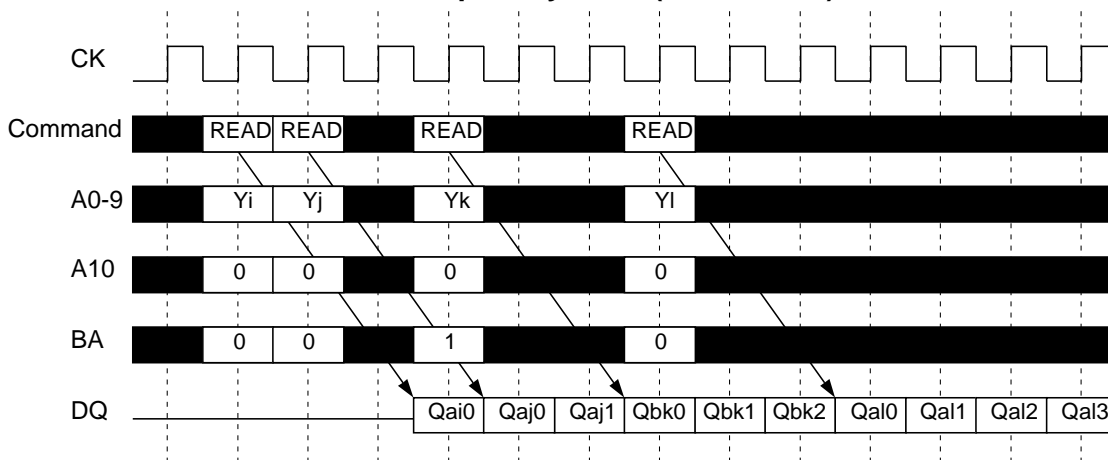 CK
Command READ READ READ READ
A0-9 Yi Yj Yk Yl
A10 0 0 0 0
BA 0 0 1 0
DQ Qai0 Qaj0 Qaj1 Qbk0 Qbk1 Qbk2 Qal0 Qal1 Qal2 Qal3